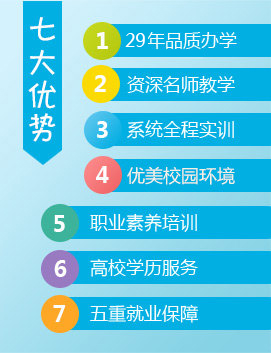 七大优势
1 29年品质办学
2 资深名师教学
3 系统全程实训
4 优美校园环境
5 职业素养培训
6 高校学历服务
7 五重就业保障